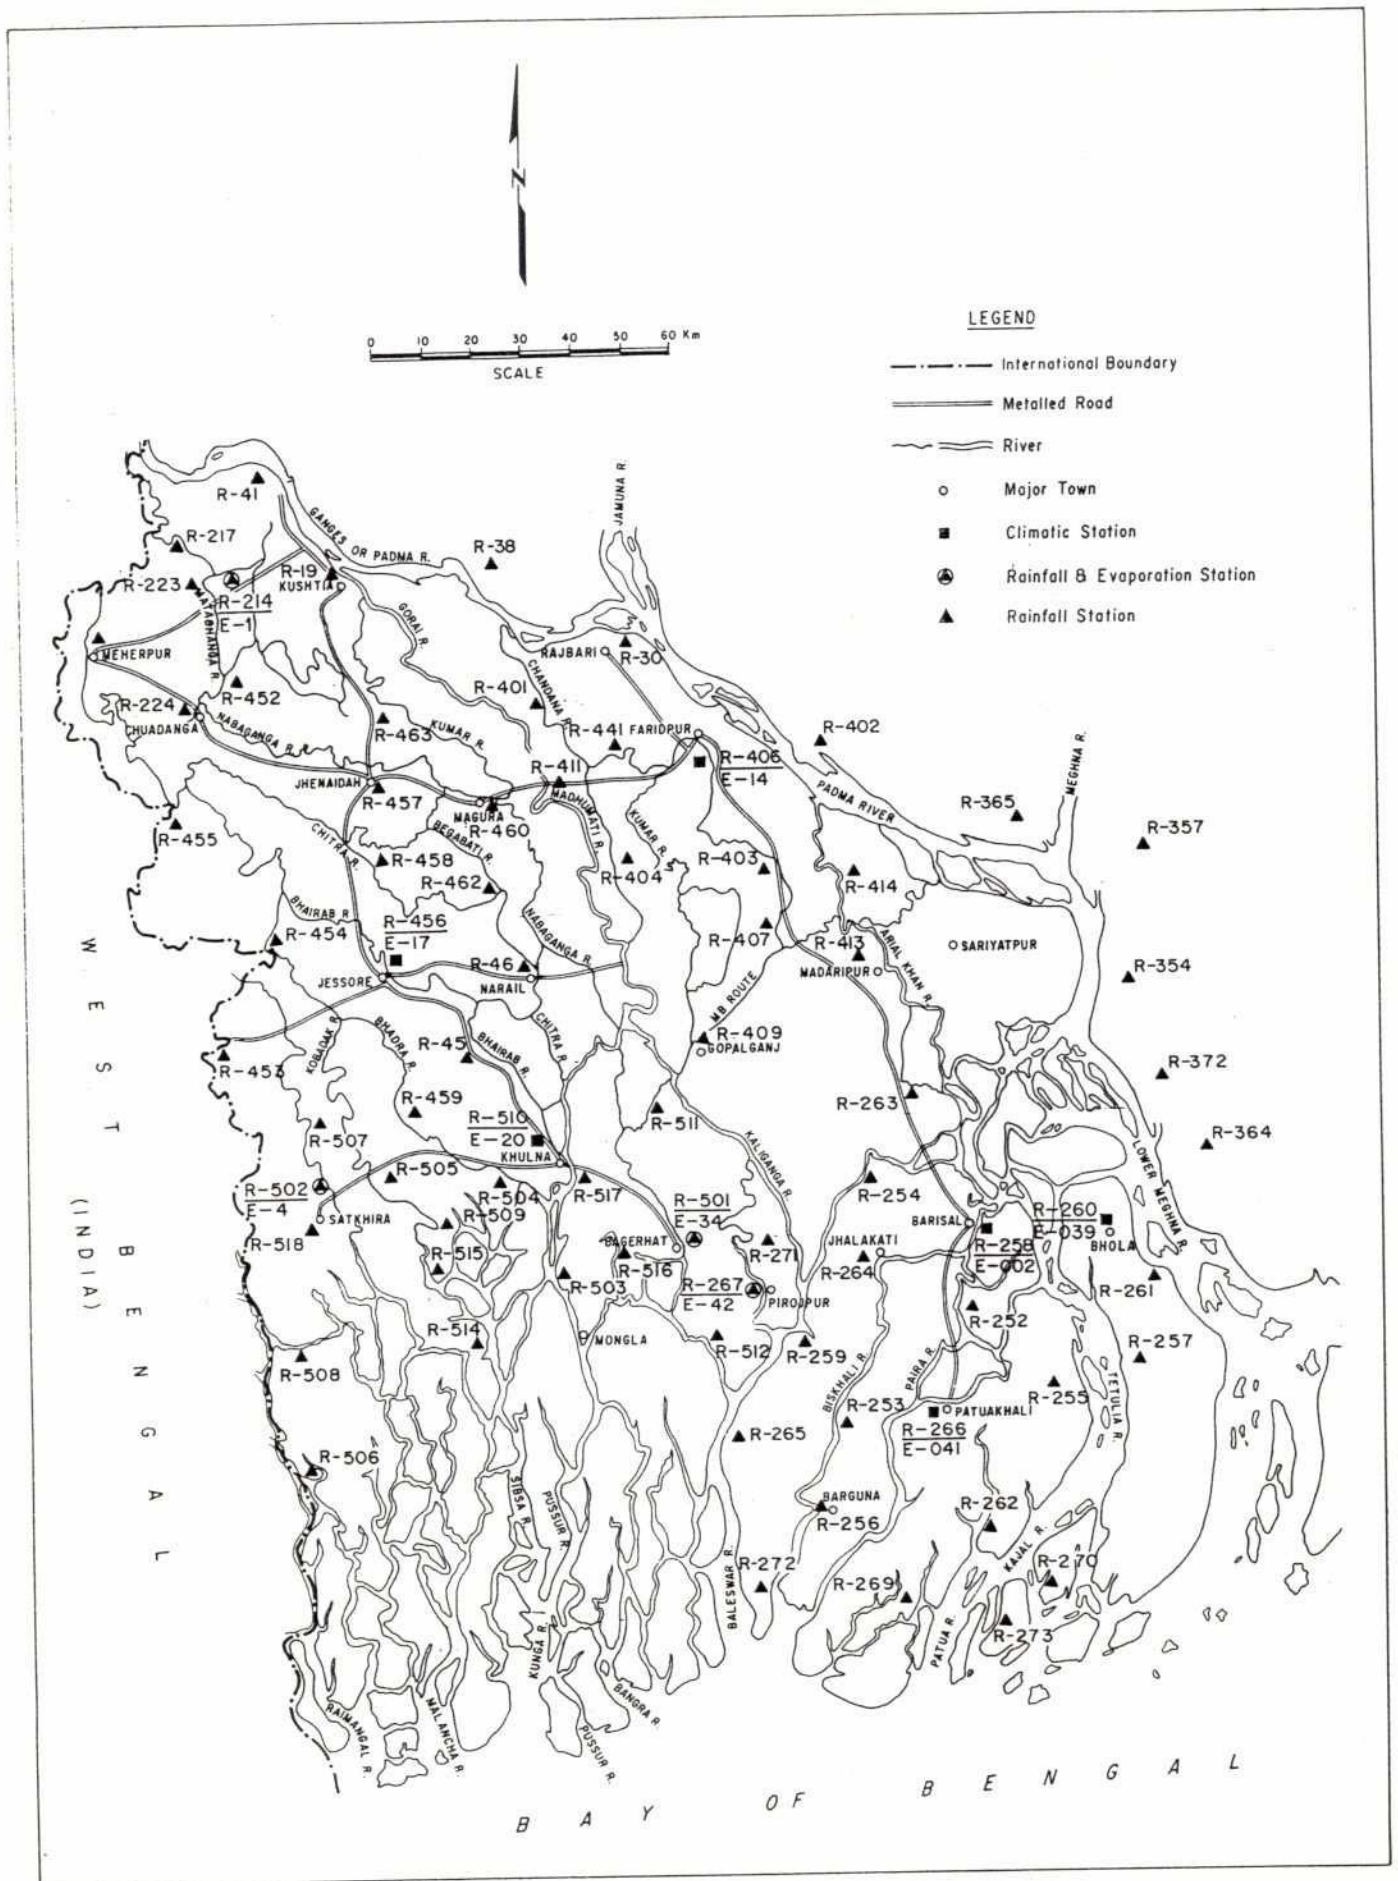 N
0 10 20 30 40 50 60 Km
SCALE
LEGEND
International Boundary
Metalled Road
River
Major Town
Climatic Station
Rainfall & Evaporation Station
Rainfall Station
R-41
GANGES OR PADMA R.
JAMUNA R.
R-217
R-38
R-223
R-19
KUSHTIA
R-214
E-1
MATABHANGA R.
GORAI R.
MEHERPUR
RAJBARI
R-30
CHANDANA R.
R-452
R-401
R-224
CHUADANGA
NABAGANGA R.
R-463
KUMAR R.
R-441
FARIDPUR
R-402
MEGHNA R.
R-406
E-14
JHENAIDAH
R-411
R-457
MAGURA
R-460
MADHUMATI R.
PADMA RIVER
R-365
R-357
R-455
CHITRA R.
BEGABATI R.
KUMAR R.
R-458
R-462
R-404
R-403
R-414
BHAIRAB R.
R-456
E-17
R-454
NABAGANGA R.
R-407
R-413
ARIAL KHAN R.
SARIYATPUR
JESSORE
R-46
NARAIL
MADARIPUR
R-354
MB ROUTE
KOBADAK R.
BHADRA R.
R-45
BHAIRAB R.
CHITRA R.
R-409
GOPALGANJ
R-453
R-372
R-459
R-263
R-510
E-20
KHULNA
R-511
R-507
KALIGANGA R.
R-364
LOWER MEGHNA R.
R-502
E-4
R-505
R-504
R-517
R-501
E-34
R-254
SATKHIRA
R-509
R-518
BARISAL
R-260
E-039
BHOLA
R-258
E-002
R-515
BAGERHAT
R-516
R-271
JHALAKATI
R-264
R-503
R-267
E-42
PIROJPUR
R-261
R-252
R-514
MONGLA
R-512
R-259
R-257
R-508
BISKHALI R.
PAIRA R.
R-255
TETULIA R.
R-253
PATUAKHALI
R-266
E-041
R-265
R-506
SIBSA R.
PUSSUR R.
BARGUNA
R-256
R-262
KAJAL R.
R-272
R-269
R-270
BALESWAR R.
R-273
PATUA R.
KUNGA R.
BANGRA R.
RAIMANGAL R.
MALANCHA R.
PUSSUR R.
WEST BENGAL
(INDIA)
BAY OF BENGAL